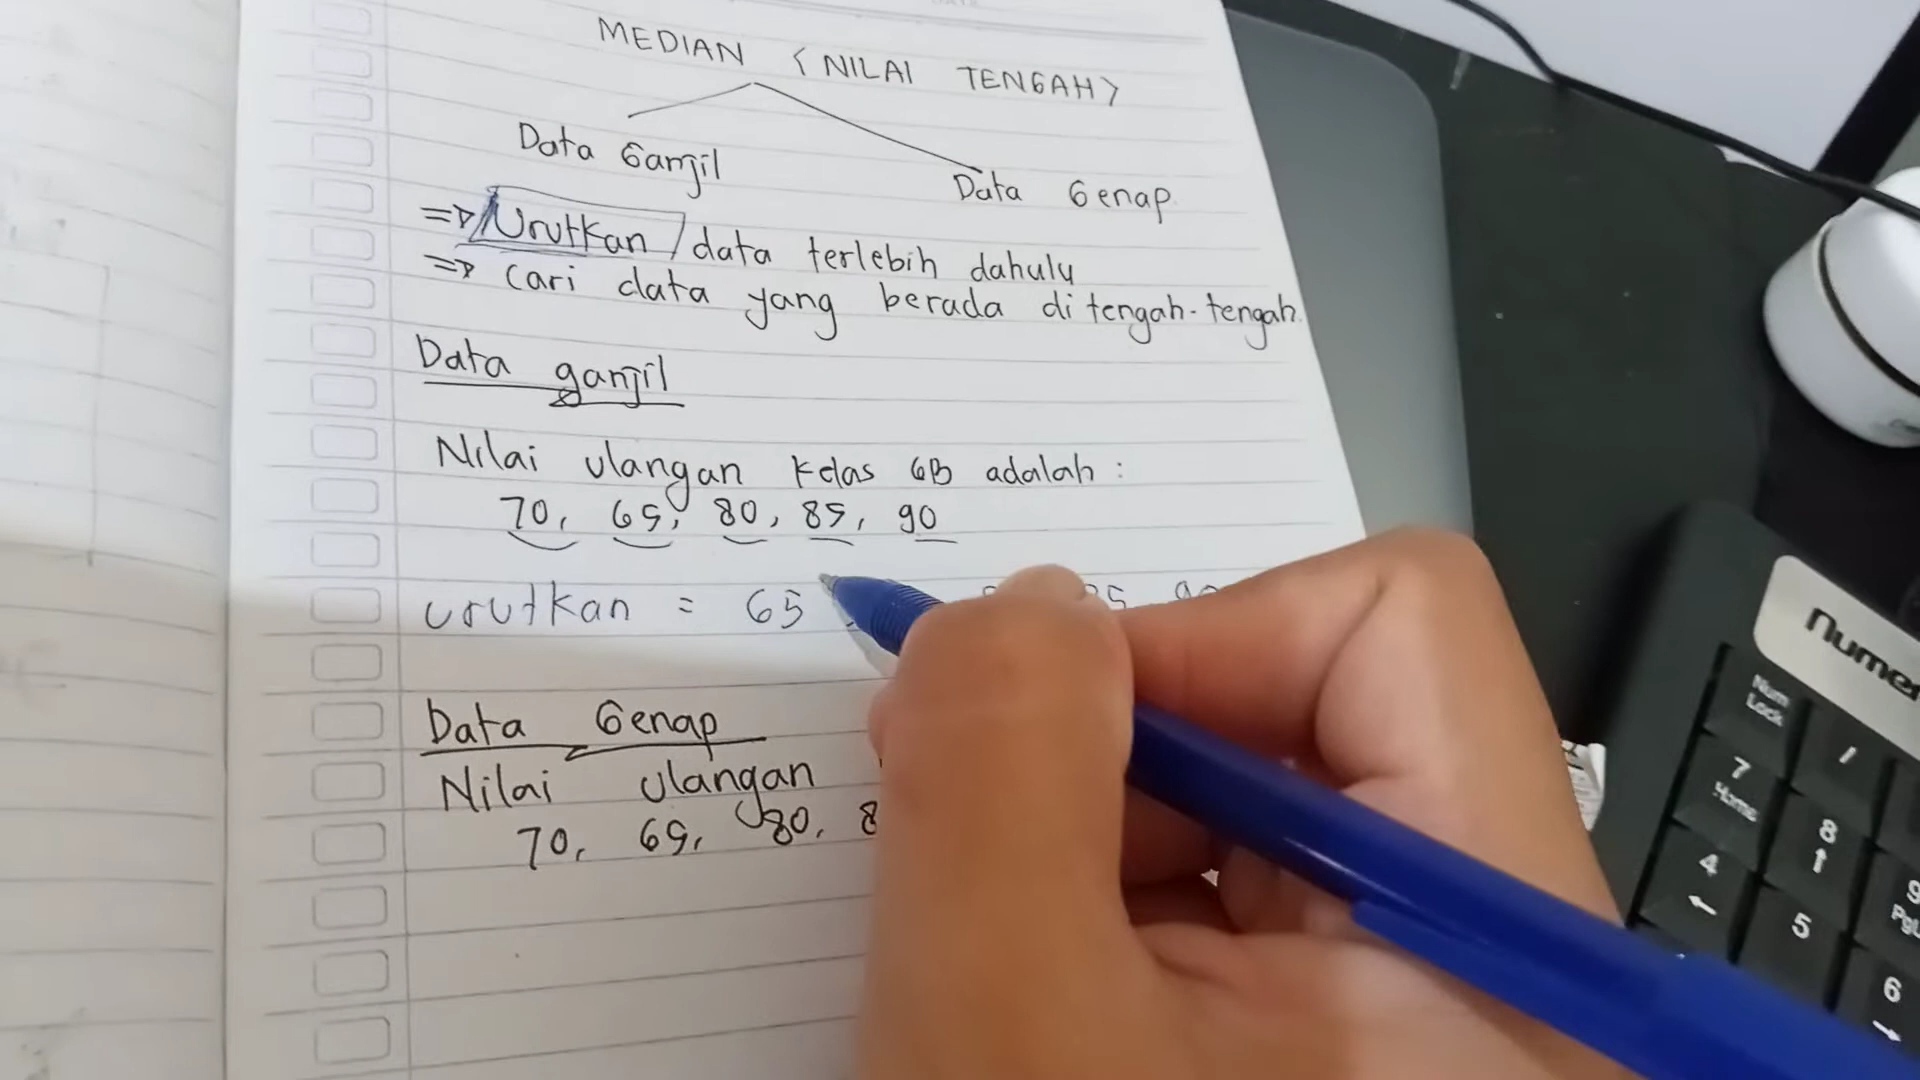 MEDIAN < NILAI TENGAH >
Data Ganjil
Data Genap
=> Urutkan data terlebih dahulu
=> cari data yang berada di tengah-tengah.
Data ganjil
Nilai ulangan Kelas 6B adalah :
70, 65, 80, 85, 90
urutkan = 65
Data Genap
Nilai ulangan
70, 65, 80, 8
Num Lock
/
7 Home
8
4
5
6